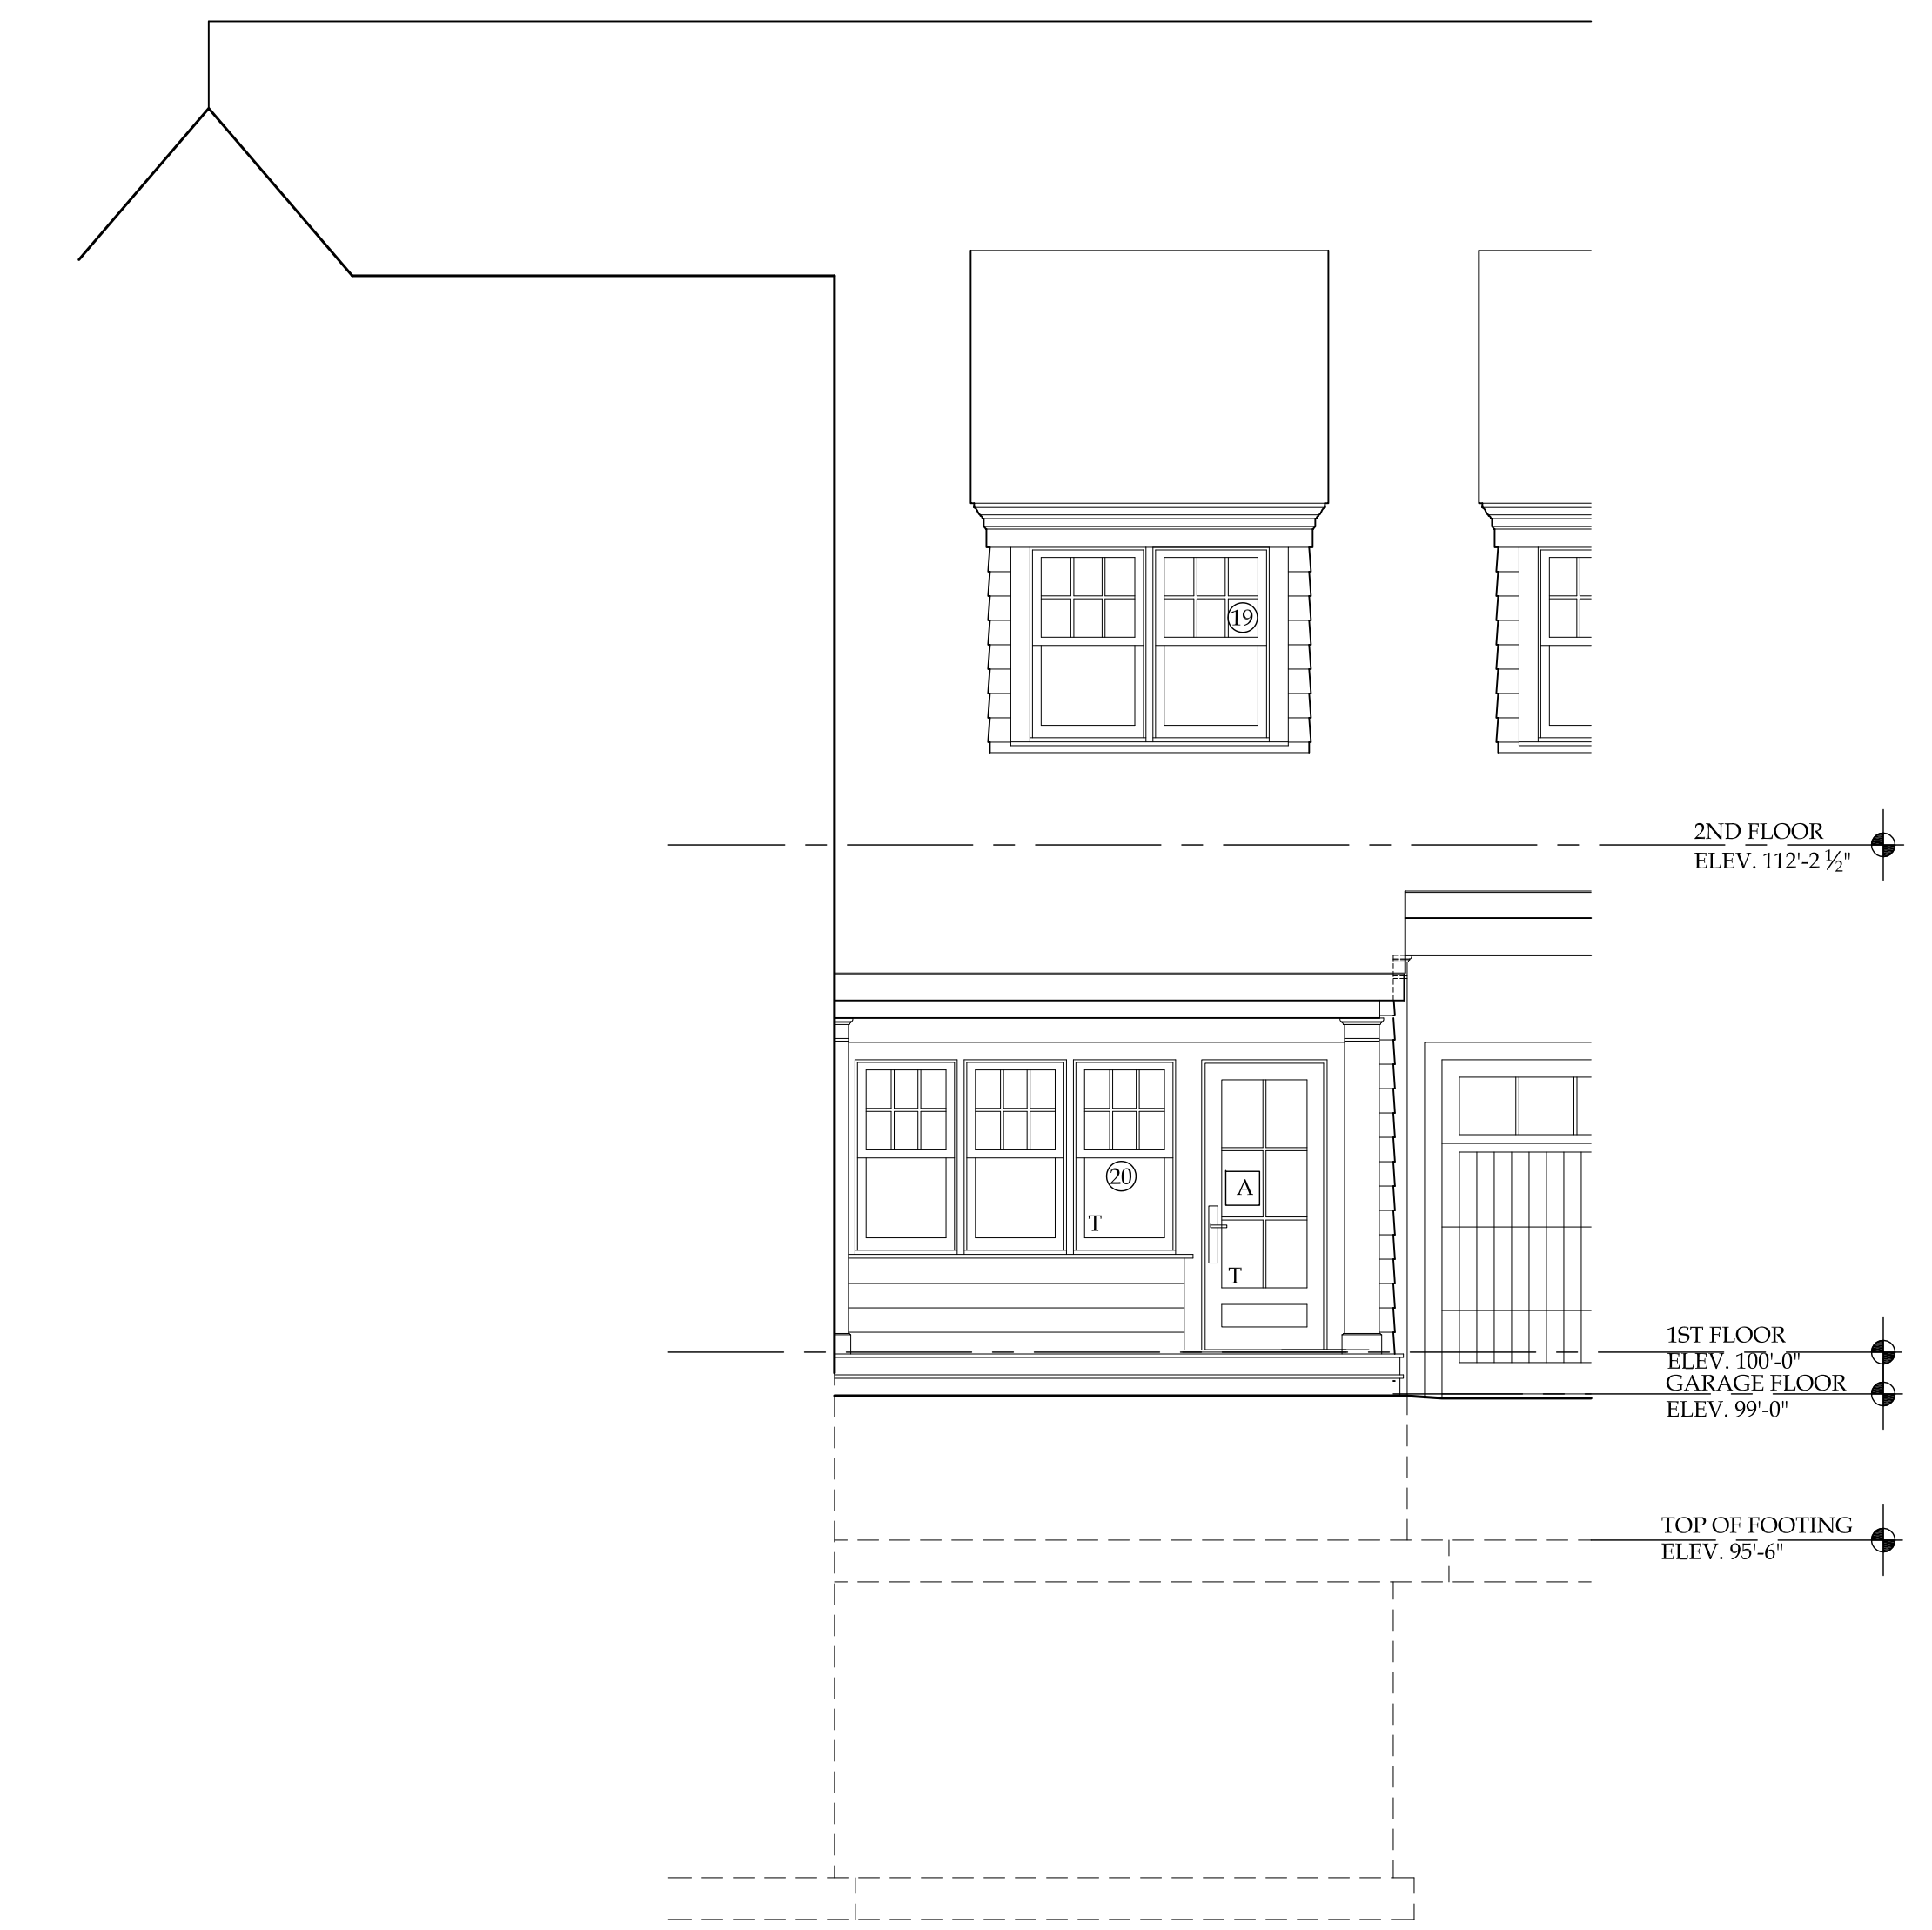 19
2ND FLOOR
ELEV. 112'-2 ½"
20
A
T
T
1ST FLOOR
ELEV. 100'-0"
GARAGE FLOOR
ELEV. 99'-0"
TOP OF FOOTING
ELEV. 95'-6"